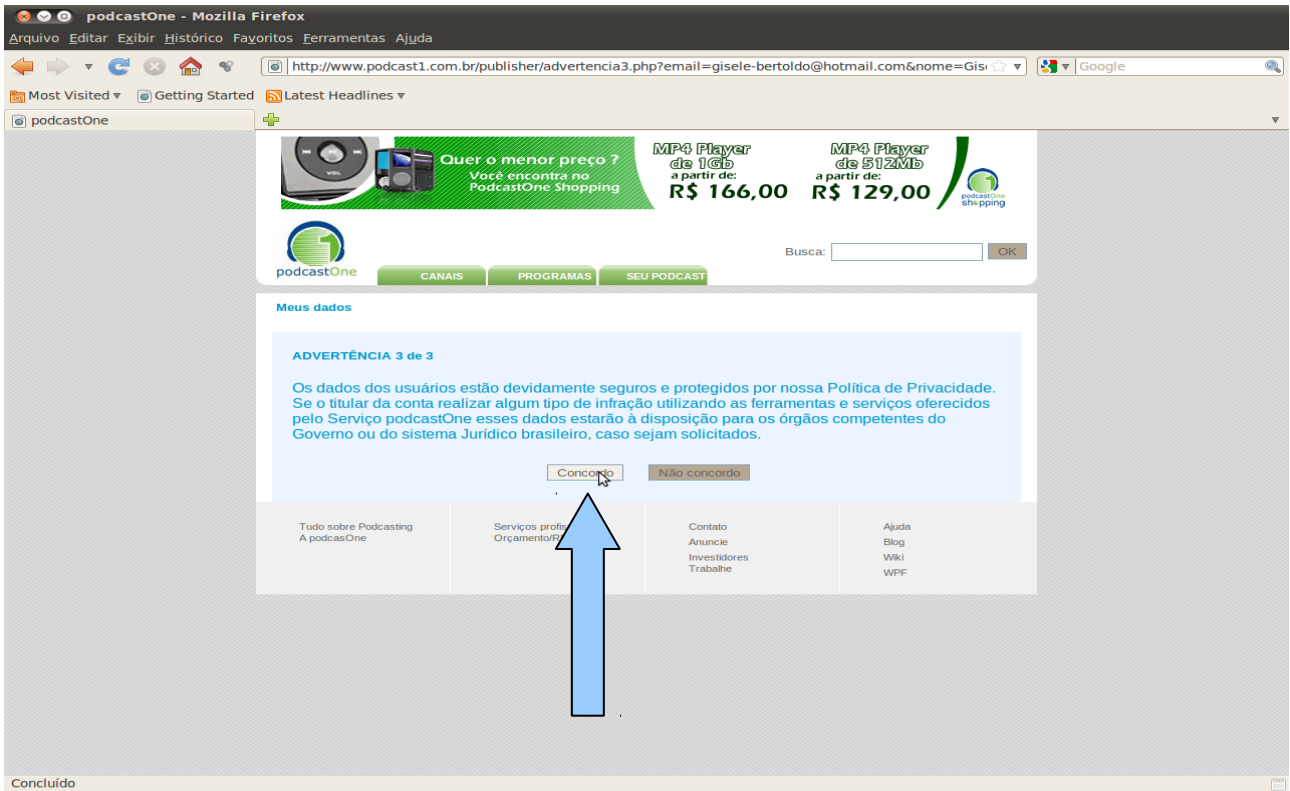 podcastOne - Mozilla Firefox
Arquivo Editar Exibir Histórico Favoritos Ferramentas Ajuda
http://www.podcast1.com.br/publisher/advertencia3.php?email=gisele-bertoldo@hotmail.com&nome=Gis
Google
Most Visited Getting Started Latest Headlines
podcastOne
VOL
Quer o menor preço ?
Você encontra no
PodcastOne Shopping
MP4 Player
de 1Gb
a partir de:
R$ 166,00
MP4 Player
de 512Mb
a partir de:
R$ 129,00
podcastOne
shopping
podcastOne
Busca:
OK
CANAIS PROGRAMAS SEU PODCAST
Meus dados
ADVERTÊNCIA 3 de 3
Os dados dos usuários estão devidamente seguros e protegidos por nossa Política de Privacidade.
Se o titular da conta realizar algum tipo de infração utilizando as ferramentas e serviços oferecidos
pelo Serviço podcastOne esses dados estarão à disposição para os órgãos competentes do
Governo ou do sistema Jurídico brasileiro, caso sejam solicitados.
Concordo Não concordo
Tudo sobre Podcasting
A podcasOne
Serviços
Contato
Anuncie
Investidores
Trabalhe
Ajuda
Blog
Wiki
WPF
Concluído